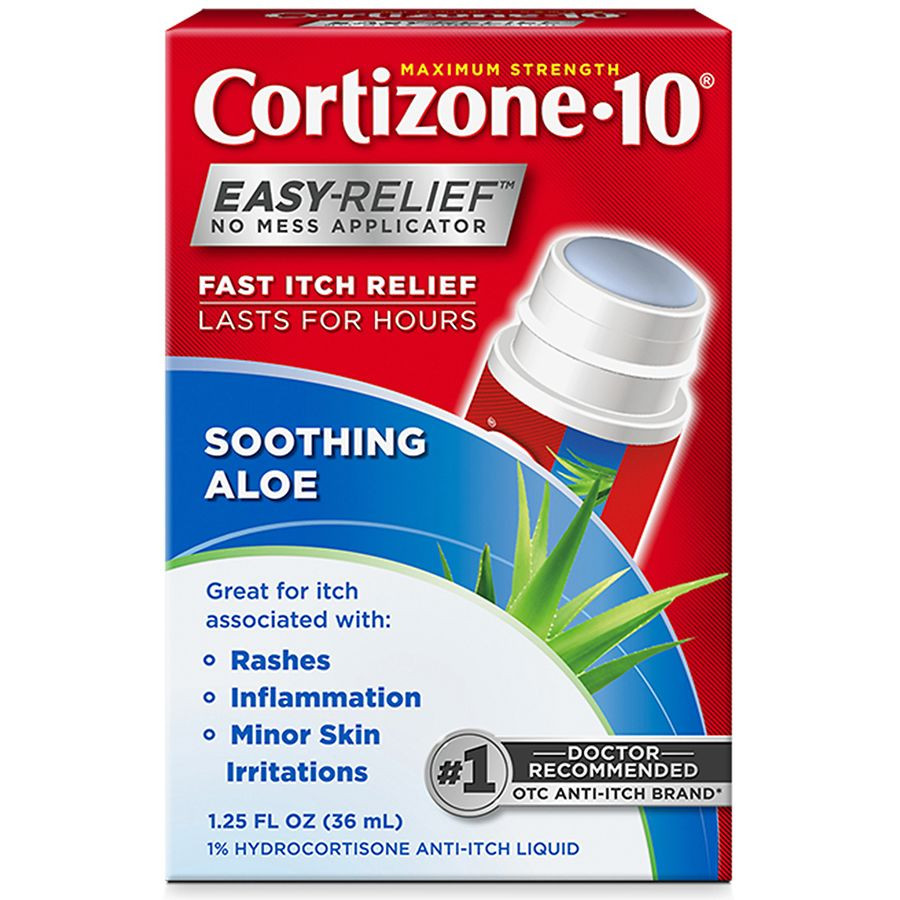 EASY-RELIEF
MAXIMUM STRENGTH
Cortizone•10®
EASY-RELIEF™
NO MESS APPLICATOR
FAST ITCH RELIEF
LASTS FOR HOURS
SOOTHING
ALOE
Great for itch
associated with:
° Rashes
° Inflammation
° Minor Skin
Irritations
#1 DOCTOR
RECOMMENDED
OTC ANTI-ITCH BRAND*
1.25 FL OZ (36 mL)
1% HYDROCORTISONE ANTI-ITCH LIQUID